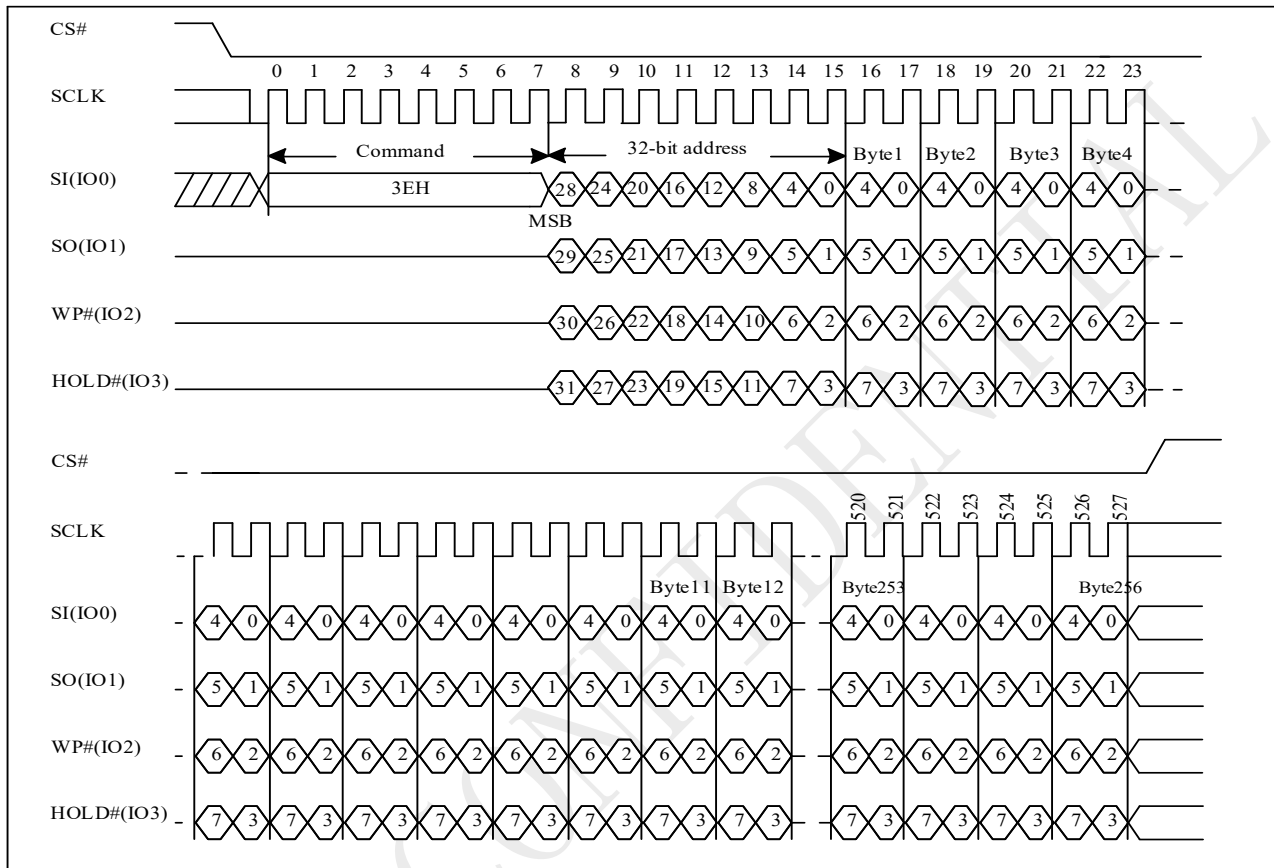 CS#
0 1 2 3 4 5 6 7 8 9 10 11 12 13 14 15 16 17 18 19 20 21 22 23
SCLK
Command 32-bit address Byte1 Byte2 Byte3 Byte4
SI(IO0) 3EH 28 24 20 16 12 8 4 0 4 0 4 0 4 0 4 0
MSB
SO(IO1) 29 25 21 17 13 9 5 1 5 1 5 1 5 1 5 1
WP#(IO2) 30 26 22 18 14 10 6 2 6 2 6 2 6 2 6 2
HOLD#(IO3) 31 27 23 19 15 11 7 3 7 3 7 3 7 3 7 3
CS#
520 521 522 523 524 525 526 527
SCLK
Byte11 Byte12 Byte253 Byte256
SI(IO0) 4 0 4 0 4 0 4 0 4 0 4 0 4 0 4 0 4 0 4 0 4 0 4 0
SO(IO1) 5 1 5 1 5 1 5 1 5 1 5 1 5 1 5 1 5 1 5 1 5 1 5 1
WP#(IO2) 6 2 6 2 6 2 6 2 6 2 6 2 6 2 6 2 6 2 6 2 6 2 6 2
HOLD#(IO3) 7 3 7 3 7 3 7 3 7 3 7 3 7 3 7 3 7 3 7 3 7 3 7 3
CONFIDENTIAL